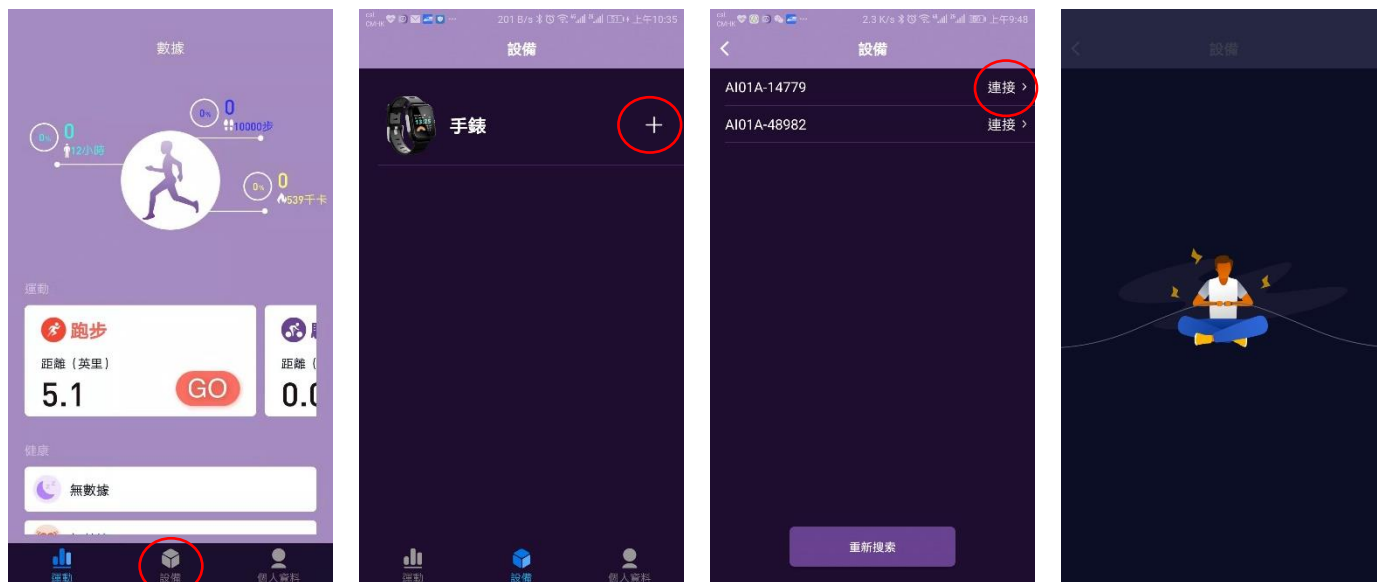 數據
0%
0
10000步
0%
0
12小時
0%
0
539千卡
運動
跑步
距離（英里）
5.1
GO
距離（
健康
無數據
運動
設備
個人資料
201 B/s
上午10:35
設備
手錶
+
運動
設備
個人資料
2.3 K/s
上午9:48
設備
AI01A-14779
連接
AI01A-48982
連接
重新搜索
設備